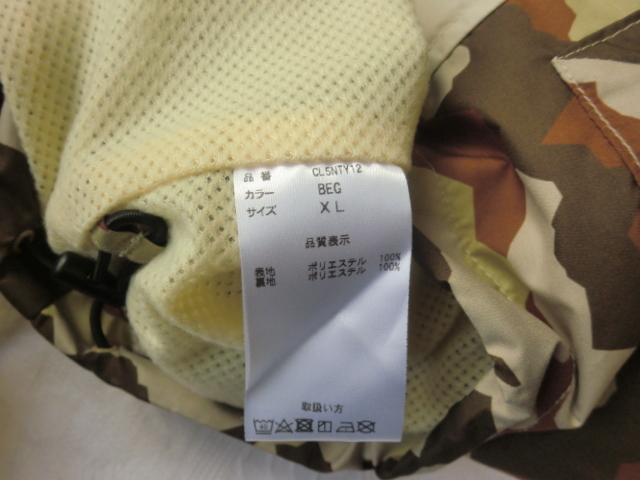 品番 CL5NTY12
カラー BEG
サイズ XL
品質表示
表地 ポリエステル 100%
裏地 ポリエステル 100%
取扱い方